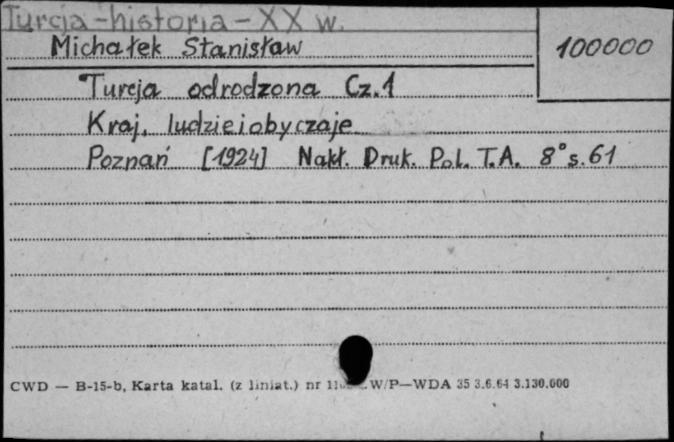 Turcja-historia-XX w.
Michałek Stanisław
100000
Turcja odrodzona Cz.1
Kraj, ludzie i obyczaje
Poznań [1924] Nakł. Druk. Pol. T.A. 8° s. 61
CWD — B-15-b, Karta katal. (z liniat.) nr W/P—WDA 35 3.6.64 3.130.000